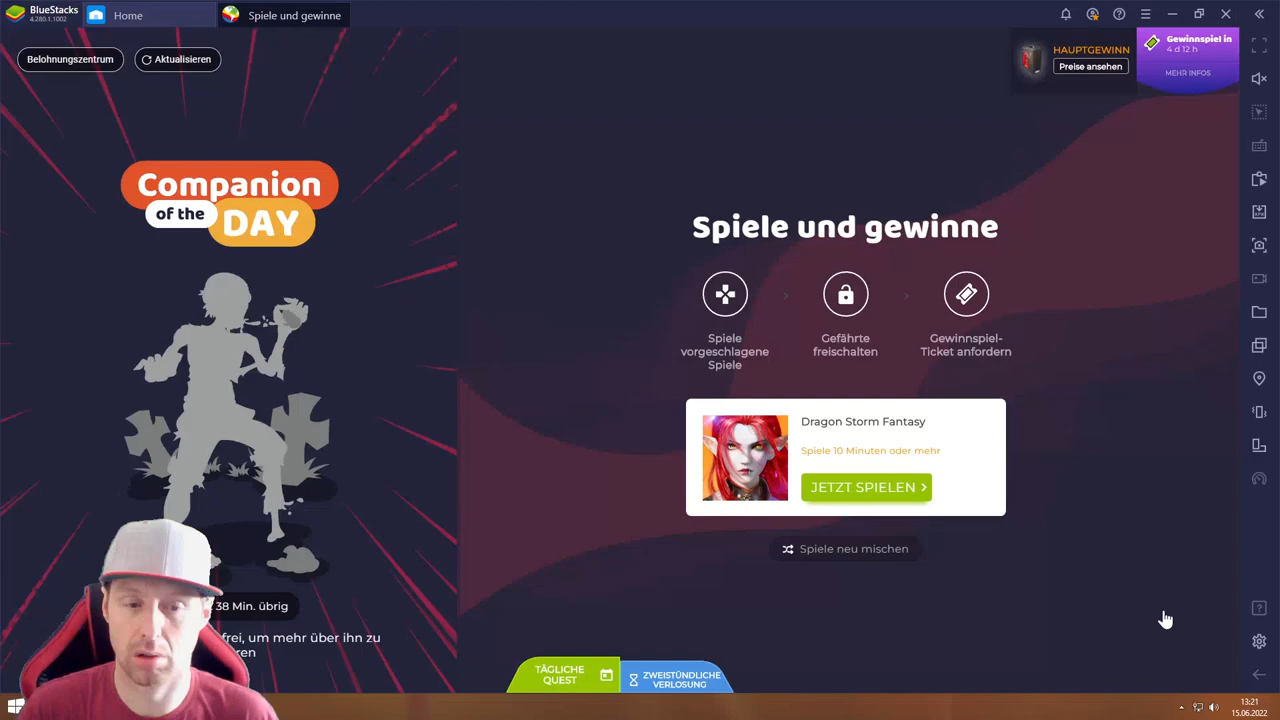 BlueStacks
4.280.1.1002
Home
Spiele und gewinne
Belohnungszentrum
Aktualisieren
HAUPTGEWINN
Preise ansehen
Gewinnspiel in
4 d 12 h
MEHR INFOS
Companion
of the
DAY
Spiele und gewinne
Spiele
vorgeschlagene
Spiele
Gefährte
freischalten
Gewinnspiel-
Ticket anfordern
Dragon Storm Fantasy
Spiele 10 Minuten oder mehr
JETZT SPIELEN
Spiele neu mischen
38 Min. übrig
frei, um mehr über ihn zu
TÄGLICHE
QUEST
ZWEISTÜNDLICHE
VERLOSUNG
13:21
15.06.2022